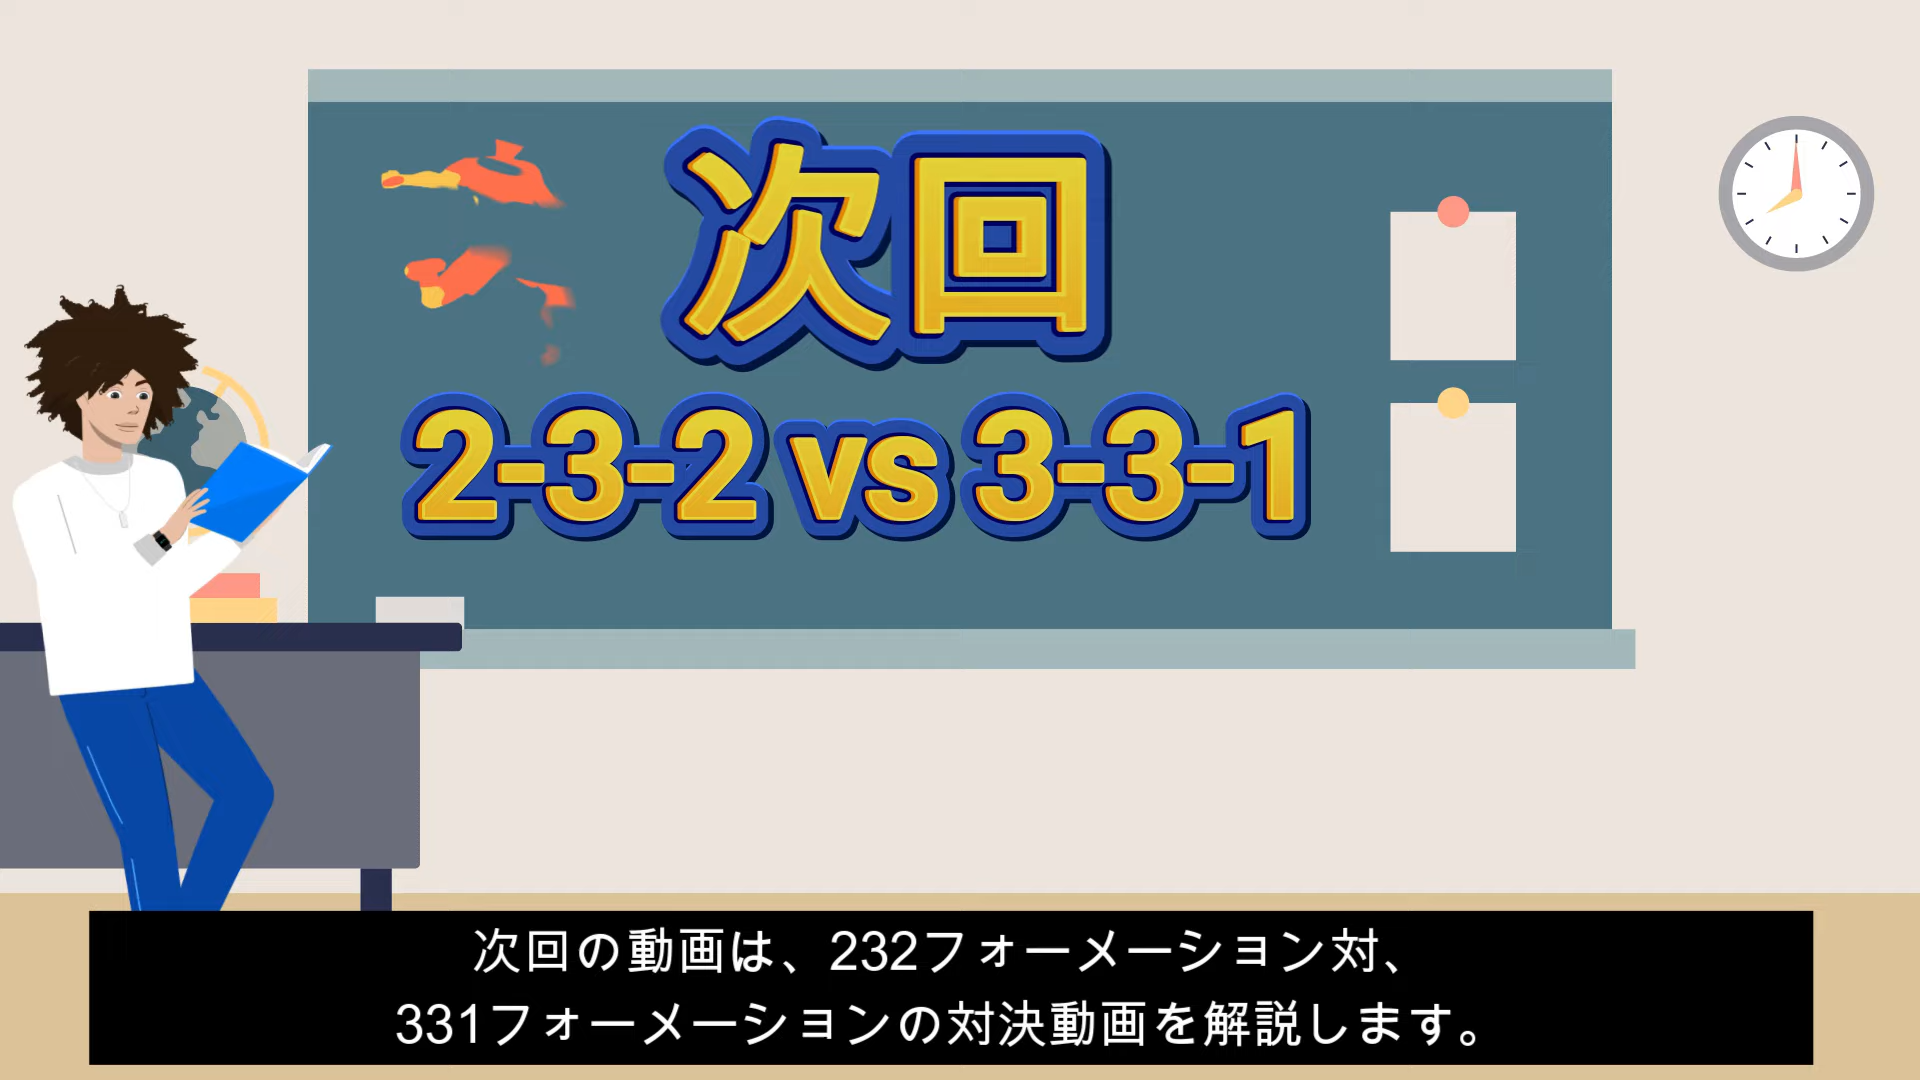 次回
2-3-2 vs 3-3-1
次回の動画は、232フォーメーション対、
331フォーメーションの対決動画を解説します。